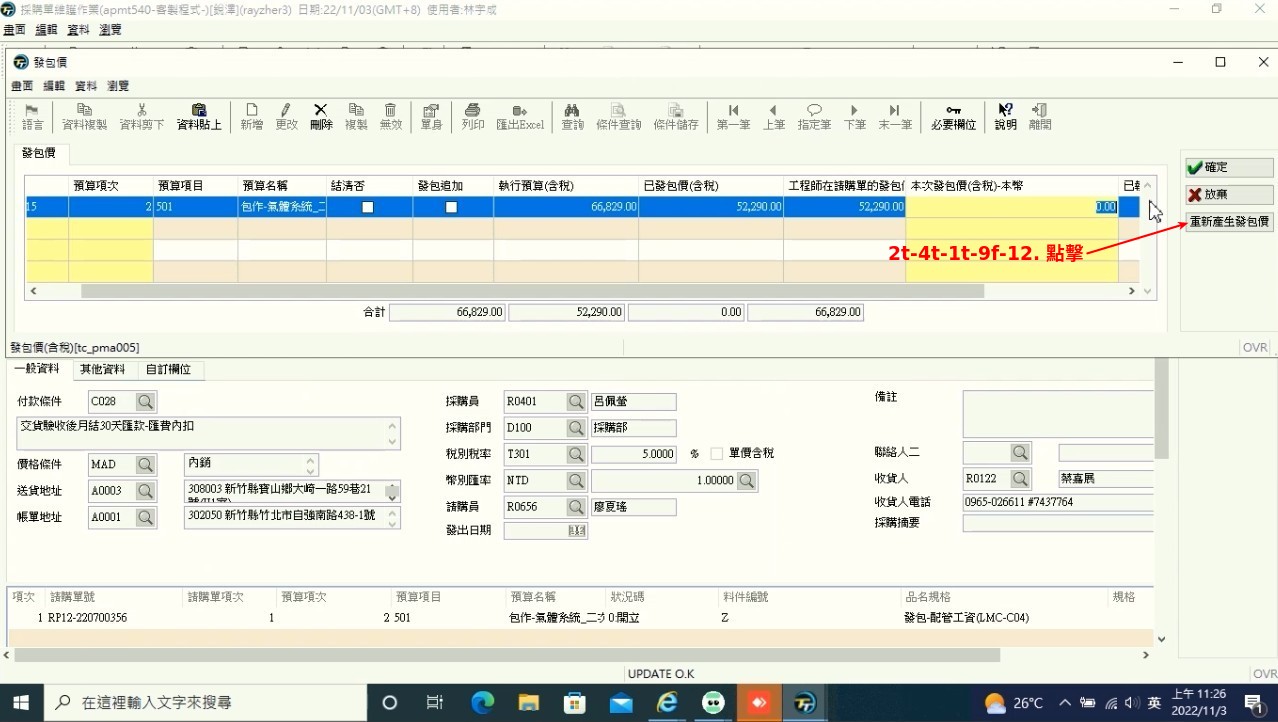 採購單維護作業(apmt540-客製程式-)[銳澤](rayzher3) 日期:22/11/03(GMT+8) 使用者:林宇成
畫面 編輯 資料 瀏覽
發包價
畫面 編輯 資料 瀏覽
語言 資料複製 資料剪下 資料貼上 新增 更改 刪除 複製 無效 單身 列印 匯出Excel 查詢 條件查詢 條件儲存 第一筆 上筆 指定筆 下筆 末一筆 必要欄位 說明 離開
發包價
確定
放棄
重新產生發包價
預算項次 預算項目 預算名稱 結清否 發包追加 執行預算(含稅) 已發包價(含稅) 工程師在請購單的發包價 本次發包價(含稅)-本幣
15 2 501 包作-氣體系統_二 66,829.00 52,290.00 52,290.00 0.00
2t-4t-1t-9f-12. 點擊
合計 66,829.00 52,290.00 0.00 66,829.00
發包價(含稅)[tc_pma005] OVR
一般資料 其他資料 自訂欄位
付款條件 C028 採購員 R0401 呂佩螢 備註
交貨驗收後月結30天匯款-匯費內扣 採購部門 D100 採購部
價格條件 MAD 內銷 稅別稅率 T301 5.0000 % 單價含稅 聯絡人二
送貨地址 A0003 308003 新竹縣寶山鄉大崎一路59巷21 幣別匯率 NTD 1.00000 收貨人 R0122 蔡嘉展
帳單地址 A0001 302050 新竹縣竹北市自強南路438-1號 請購員 R0656 廖夏瑤 收貨人電話 0965-026611 #7437764
發出日期 採購摘要
項次 請購單號 請購單項次 預算項次 預算項目 預算名稱 狀況碼 料件編號 品名規格 規格
1 RP12-220700356 1 2 501 包作-氣體系統_二次 0:開立 Z 發包-配管工資(LMC-C04)
UPDATE O.K OVR
在這裡輸入文字來搜尋 26°C 英 上午 11:26
2022/11/3 1